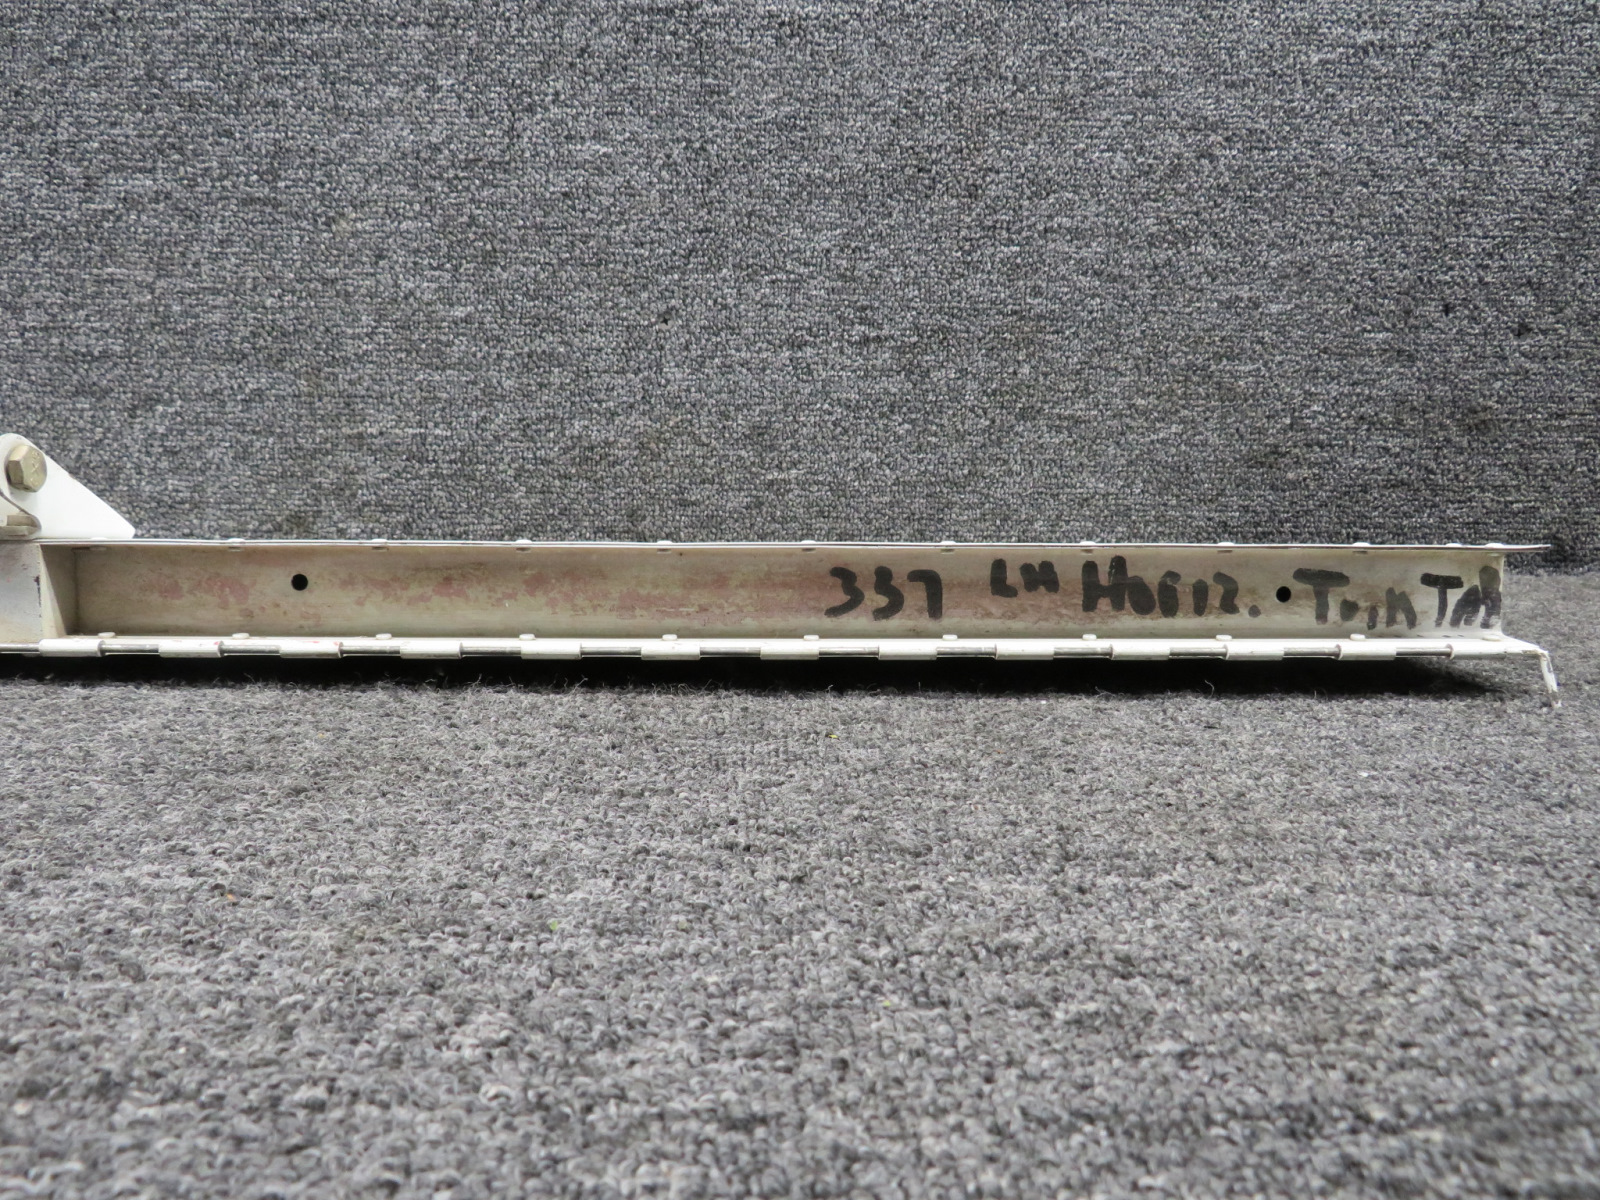 337 LH Horiz. Trim Tab